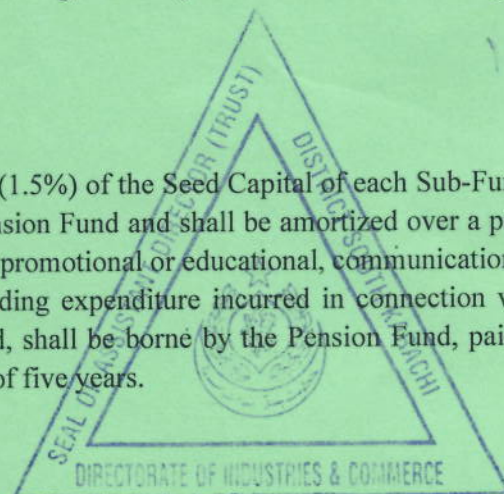 (1.5%) of the Seed Capital of each Sub-Fu
nsion Fund and shall be amortized over a p
promotional or educational, communication
ding expenditure incurred in connection v
d, shall be borne by the Pension Fund, pai
of five years.
SEAL OF ASSISTANT DIRECTOR (TRUST)
DISTRICT SOUTH KARACHI
DIRECTORATE OF INDUSTRIES & COMMERCE